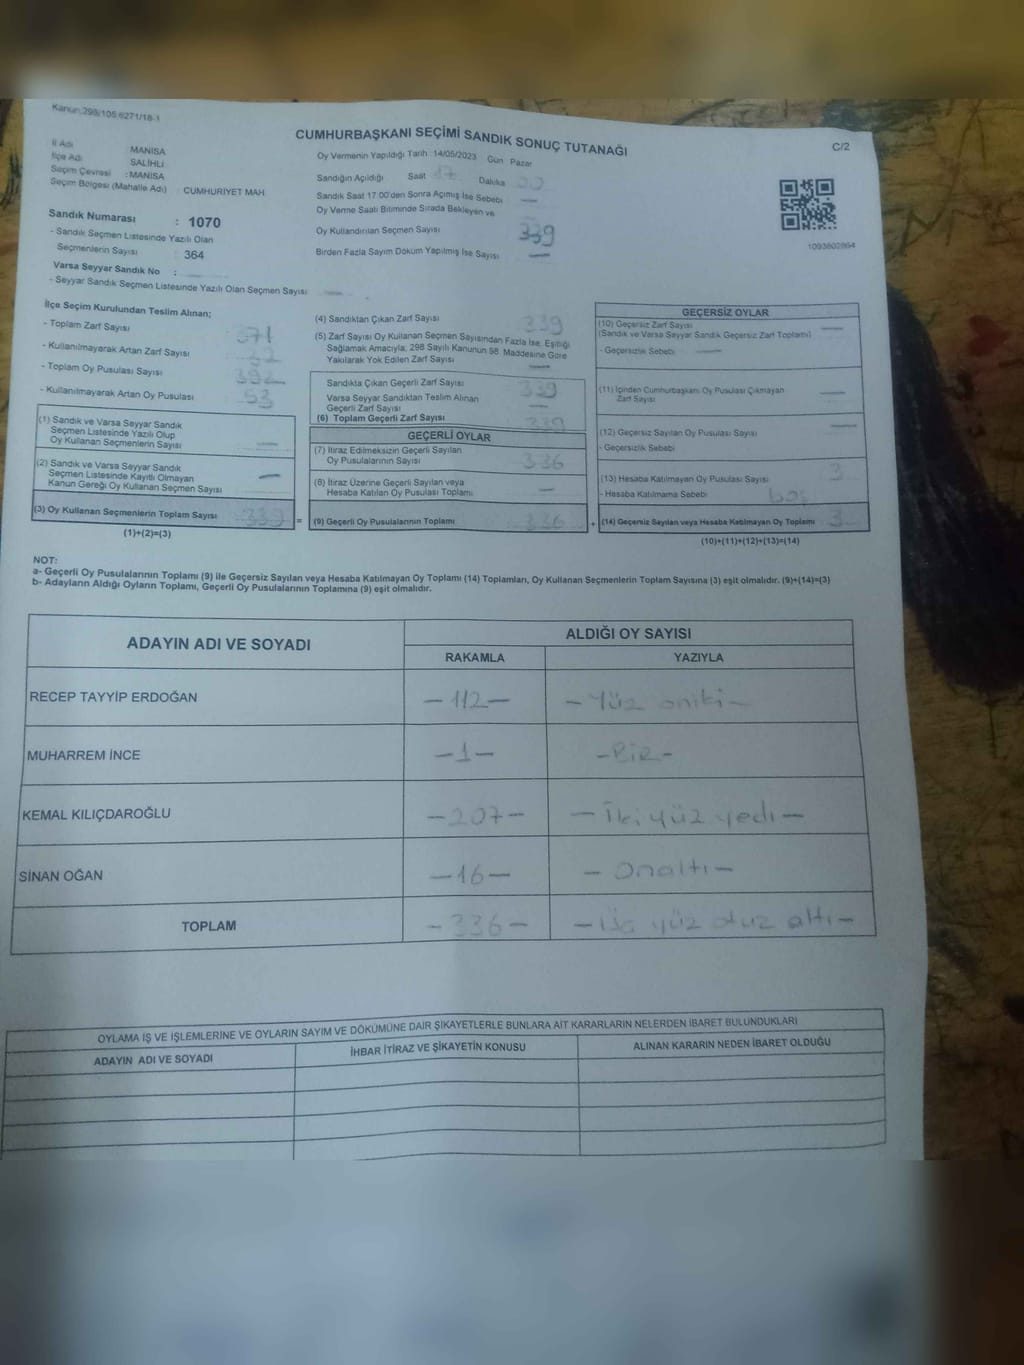 Kanun:298/105 6271/18-1
CUMHURBAŞKANI SEÇİMİ SANDIK SONUÇ TUTANAĞI
C/2
İl Adı MANISA
İlçe Adı SALİHLİ
Seçim Çevresi :MANİSA
Seçim Bölgesi (Mahalle Adı) : CUMHURIYET MAH.
Sandık Numarası : 1070
- Sandık Seçmen Listesinde Yazılı Olan
Seçmenlerin Sayısı 364
Varsa Seyyar Sandık No :
- Seyyar Sandık Seçmen Listesinde Yazılı Olan Seçmen Sayısı —
Oy Vermenin Yapıldığı Tarih :14/05/2023 Gün Pazar
Sandığın Açıldığı Saat 17 Dakika
Sandık Saat 17.00'den Sonra Açımış İse Sebebi —
Oy Verme Saati Bitiminde Sırada Bekleyen ve
Oy Kullandırılan Seçmen Sayısı 339
Birden Fazla Sayım Döküm Yapılmış İse Sayısı —
1093802864
İlçe Seçim Kurulundan Teslim Alınan;
- Toplam Zarf Sayısı 371
- Kullanılmayarak Artan Zarf Sayısı
- Toplam Oy Pusulası Sayısı 392
- Kullanılmayarak Artan Oy Pusulası 53
(1) Sandık ve Varsa Seyyar Sandık
Seçmen Listesinde Yazılı Olup
Oy Kullanan Seçmenlerin Sayısı —
(2) Sandık ve Varsa Seyyar Sandık
Seçmen Listesinde Kayıtlı Olmayan
Kanun Gereği Oy Kullanan Seçmen Sayısı —
(3) Oy Kullanan Seçmenlerin Toplam Sayısı 339 =
(1)+(2)=(3)
(4) Sandıktan Çıkan Zarf Sayısı 339
(5) Zarf Sayısı Oy Kullanan Seçmen Sayısından Fazla İse, Eşitliği
Sağlamak Amacıyla, 298 Sayılı Kanunun 98. Maddesine Göre
Yakılarak Yok Edilen Zarf Sayısı —
Sandıkta Çıkan Geçerli Zarf Sayısı 339
Varsa Seyyar Sandıktan Teslim Alınan
Geçerli Zarf Sayısı —
(6) Toplam Geçerli Zarf Sayısı 339
GEÇERLİ OYLAR
(7) İtiraz Edilmeksizin Geçerli Sayılan
Oy Pusulalarının Sayısı 336
(8) İtiraz Üzerine Geçerli Sayılan veya
Hesaba Katılan Oy Pusulası Toplamı —
(9) Geçerli Oy Pusulalarının Toplamı 336 +
GEÇERSİZ OYLAR
(10) Geçersiz Zarf Sayısı
(Sandık ve Varsa Seyyar Sandık Geçersiz Zarf Toplamı) —
- Geçersizlik Sebebi —
(11) İçinden Cumhurbaşkanı Oy Pusulası Çıkmayan
Zarf Sayısı —
(12) Geçersiz Sayılan Oy Pusulası Sayısı —
- Geçersizlik Sebebi
(13) Hesaba Katılmayan Oy Pusulası Sayısı 3
- Hesaba Katılmama Sebebi boş
(14) Geçersiz Sayılan veya Hesaba Katılmayan Oy Toplamı 3
(10)+(11)+(12)+(13)=(14)
NOT:
a- Geçerli Oy Pusulalarının Toplamı (9) ile Geçersiz Sayılan veya Hesaba Katılmayan Oy Toplamı (14) Toplamları, Oy Kullanan Seçmenlerin Toplam Sayısına (3) eşit olmalıdır. (9)+(14)=(3)
b- Adayların Aldığı Oyların Toplamı, Geçerli Oy Pusulalarının Toplamına (9) eşit olmalıdır.
ADAYIN ADI VE SOYADI ALDIĞI OY SAYISI
RAKAMLA YAZIYLA
RECEP TAYYİP ERDOĞAN -112- - Yüz oniki -
MUHARREM İNCE -1- -BİR-
KEMAL KILIÇDAROĞLU -207- - İki yüz yedi -
SİNAN OĞAN -16- - Onaltı -
TOPLAM -336- - Üç yüz otuz altı -
OYLAMA İŞ VE İŞLEMLERİNE VE OYLARIN SAYIM VE DÖKÜMÜNE DAİR ŞİKAYETLERLE BUNLARA AİT KARARLARIN NELERDEN İBARET BULUNDUKLARI
ADAYIN ADI VE SOYADI İHBAR İTİRAZ VE ŞİKAYETİN KONUSU ALINAN KARARIN NEDEN İBARET OLDUĞU